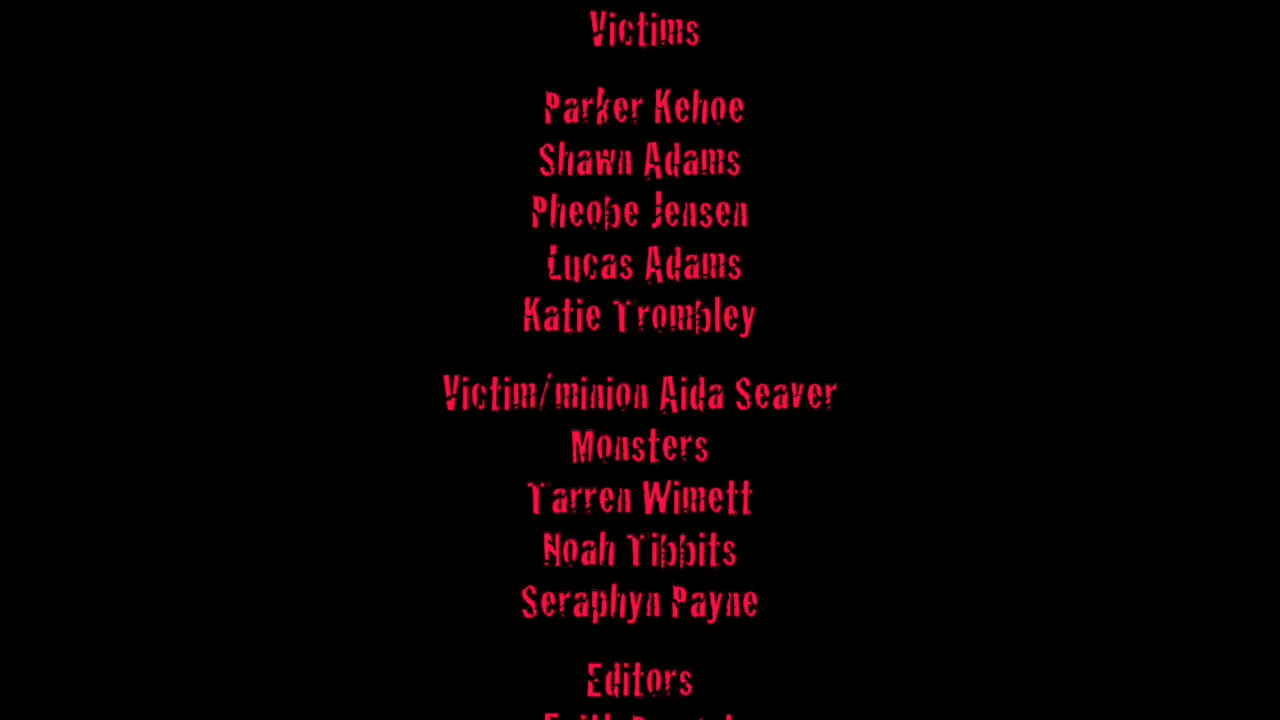 Victims
Parker Kehoe
Shawn Adams
Pheobe Jensen
Lucas Adams
Katie Trombley
Victim/minion Aida Seaver
Monsters
Tarren Wimett
Noah Tibbits
Seraphyn Payne
Editors